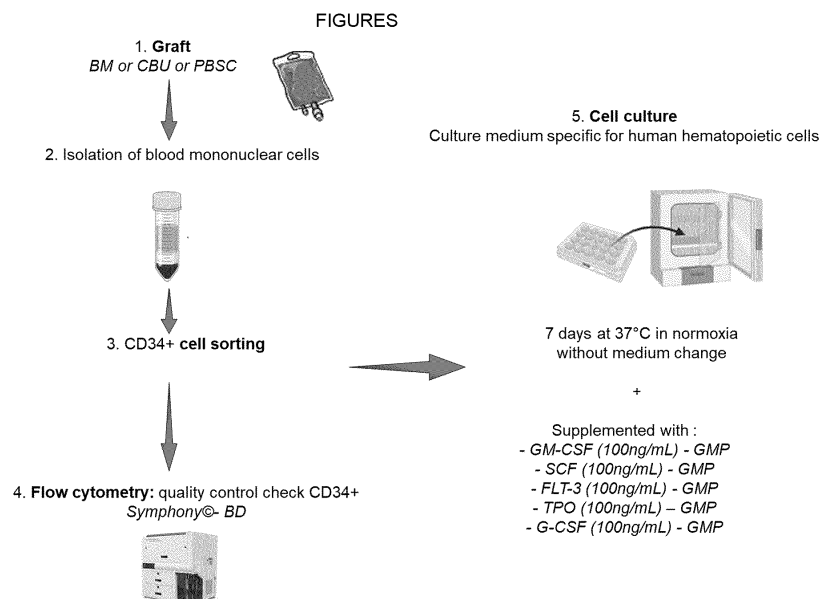 FIGURES
1. Graft
BM or CBU or PBSC
2. Isolation of blood mononuclear cells
3. CD34+ cell sorting
4. Flow cytometry: quality control check CD34+
Symphony©- BD
5. Cell culture
Culture medium specific for human hematopoietic cells
7 days at 37°C in normoxia
without medium change
+
Supplemented with :
- GM-CSF (100ng/mL) - GMP
- SCF (100ng/mL) - GMP
- FLT-3 (100ng/mL) - GMP
- TPO (100ng/mL) – GMP
- G-CSF (100ng/mL) - GMP